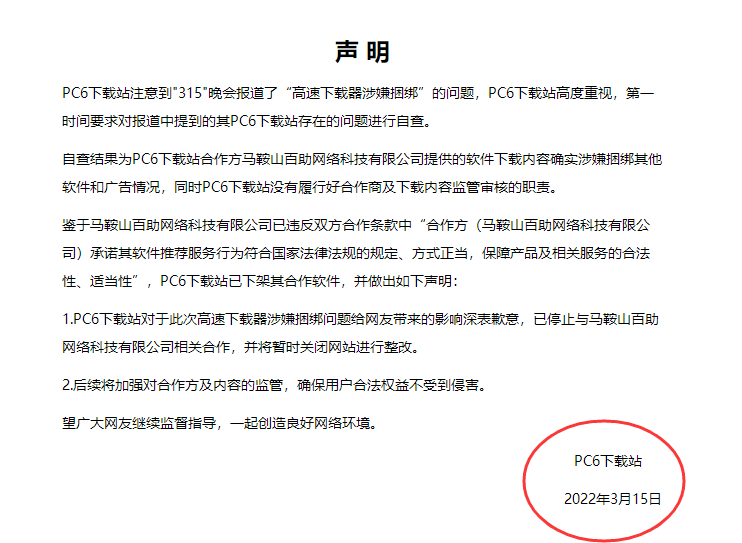 声 明
PC6下载站注意到"315"晚会报道了“高速下载器涉嫌捆绑”的问题，PC6下载站高度重视，第一
时间要求对报道中提到的其PC6下载站存在的问题进行自查。
自查结果为PC6下载站合作方马鞍山百助网络科技有限公司提供的软件下载内容确实涉嫌捆绑其他
软件和广告情况，同时PC6下载站没有履行好合作商及下载内容监管审核的职责。
鉴于马鞍山百助网络科技有限公司已违反双方合作条款中“合作方（马鞍山百助网络科技有限公
司）承诺其软件推荐服务行为符合国家法律法规的规定、方式正当，保障产品及相关服务的合法
性、适当性”，PC6下载站已下架其合作软件，并做出如下声明：
1.PC6下载站对于此次高速下载器涉嫌捆绑问题给网友带来的影响深表歉意，已停止与马鞍山百助
网络科技有限公司相关合作，并将暂时关闭网站进行整改。
2.后续将加强对合作方及内容的监管，确保用户合法权益不受到侵害。
望广大网友继续监督指导，一起创造良好网络环境。
PC6下载站
2022年3月15日